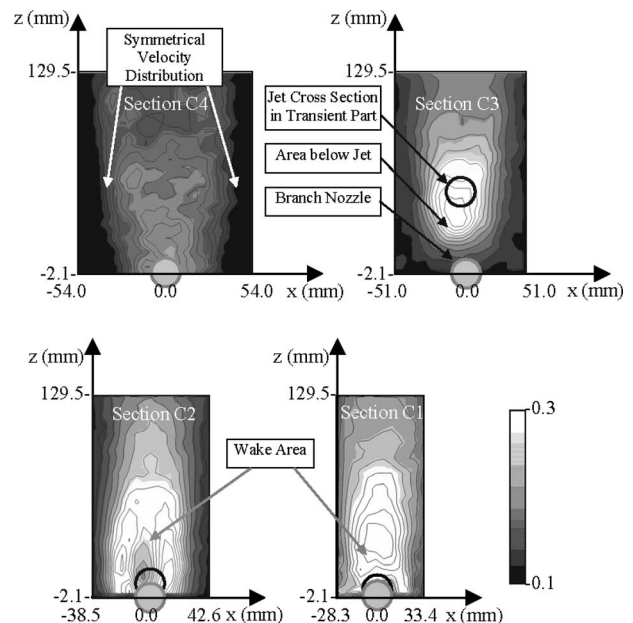 z (mm)
Symmetrical
Velocity
Distribution
129.5
Section C4
-2.1
-54.0
0.0
54.0
x (mm)
z (mm)
129.5
Section C3
Jet Cross Section
in Transient Part
Area below Jet
Branch Nozzle
-2.1
-51.0
0.0
51.0
x (mm)
z (mm)
129.5
Section C2
Wake Area
-2.1
-38.5
0.0
42.6
x (mm)
z (mm)
129.5
Section C1
-2.1
-28.3
0.0
33.4
x (mm)
0.3
-0.1